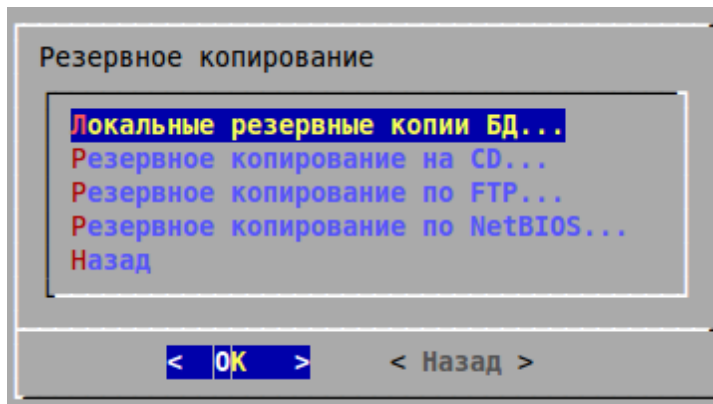 Резервное копирование
Локальные резервные копии БД...
Резервное копирование на CD...
Резервное копирование по FTP...
Резервное копирование по NetBIOS...
Назад
< OK > < Назад >